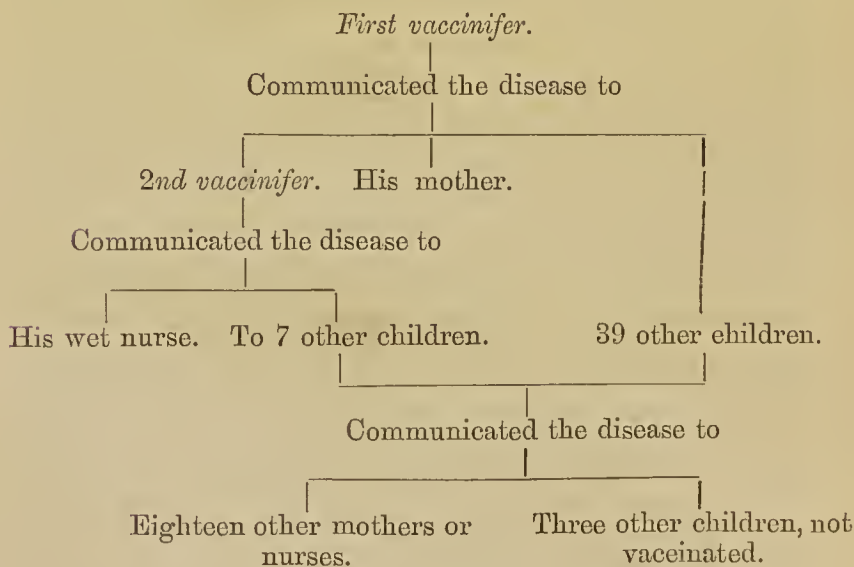 First vaccinifer.
Communicated the disease to
2nd vaccinifer. His mother.
Communicated the disease to
His wet nurse. To 7 other children. 39 other ehildren.
Communicated the disease to
Eighteen other mothers or Three other children, not
nurses. vaceinated.